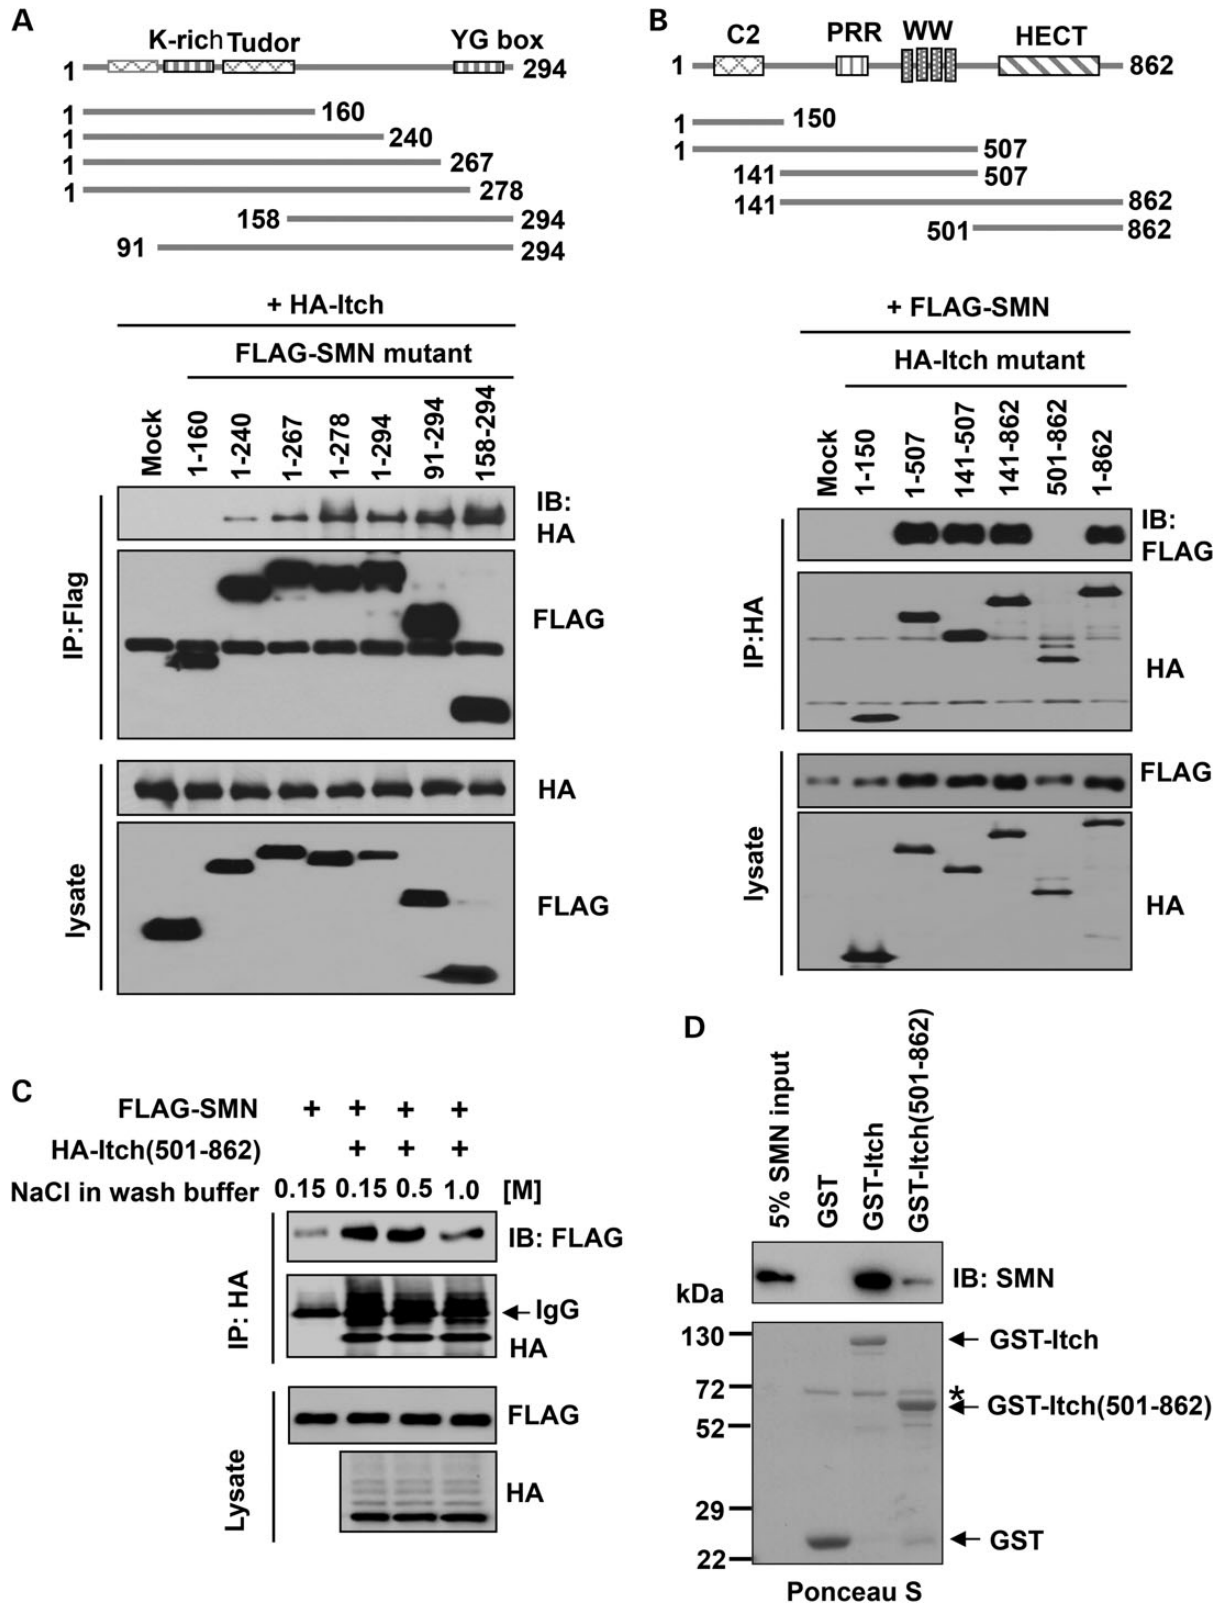 A
K-rich Tudor YG box
1 294
1 160
1 240
1 267
1 278
158 294
91 294
+ HA-Itch
FLAG-SMN mutant
Mock 1-160 1-240 1-267 1-278 1-294 91-294 158-294
IP:Flag
IB:
HA
FLAG
lysate
HA
FLAG
B
C2 PRR WW HECT
1 862
1 150
1 507
141 507
141 862
501 862
+ FLAG-SMN
HA-Itch mutant
Mock 1-150 1-507 141-507 141-862 501-862 1-862
IP:HA
IB:
FLAG
HA
lysate
FLAG
HA
C
FLAG-SMN + + + +
HA-Itch(501-862) + + +
NaCl in wash buffer 0.15 0.15 0.5 1.0 [M]
IP: HA
IB: FLAG
IgG
HA
Lysate
FLAG
HA
D
5% SMN input GST GST-Itch GST-Itch(501-862)
IB: SMN
kDa
130 GST-Itch
72 *
GST-Itch(501-862)
52
29
GST
22
Ponceau S